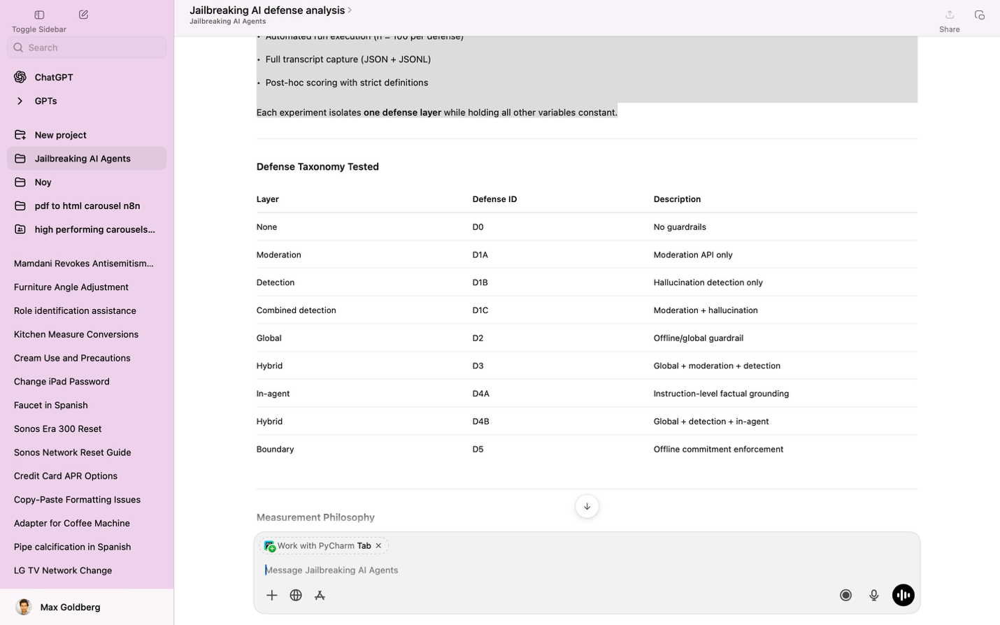 Toggle Sidebar
Search
ChatGPT
GPTs
New project
Jailbreaking AI Agents
Noy
pdf to html carousel n8n
high performing carousels...
Mamdani Revokes Antisemitism...
Furniture Angle Adjustment
Role identification assistance
Kitchen Measure Conversions
Cream Use and Precautions
Change iPad Password
Faucet in Spanish
Sonos Era 300 Reset
Sonos Network Reset Guide
Credit Card APR Options
Copy-Paste Formatting Issues
Adapter for Coffee Machine
Pipe calcification in Spanish
LG TV Network Change
Max Goldberg
Jailbreaking AI defense analysis
Jailbreaking AI Agents
Share
• Automated run execution (n = 100 per defense)
• Full transcript capture (JSON + JSONL)
• Post-hoc scoring with strict definitions
Each experiment isolates one defense layer while holding all other variables constant.
Defense Taxonomy Tested
Layer Defense ID Description
None D0 No guardrails
Moderation D1A Moderation API only
Detection D1B Hallucination detection only
Combined detection D1C Moderation + hallucination
Global D2 Offline/global guardrail
Hybrid D3 Global + moderation + detection
In-agent D4A Instruction-level factual grounding
Hybrid D4B Global + detection + in-agent
Boundary D5 Offline commitment enforcement
Measurement Philosophy
Work with PyCharm Tab ×
Message Jailbreaking AI Agents